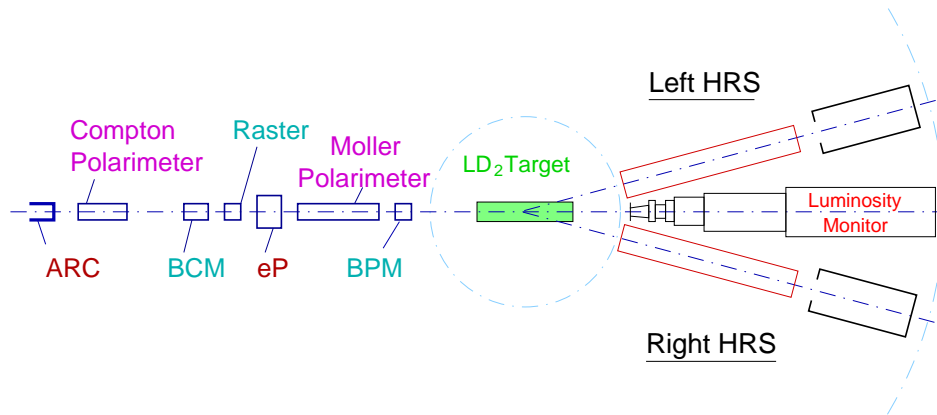 Left HRS
Compton
Polarimeter
Raster
Moller
Polarimeter
LD₂Target
Luminosity
Monitor
ARC
BCM
eP
BPM
Right HRS